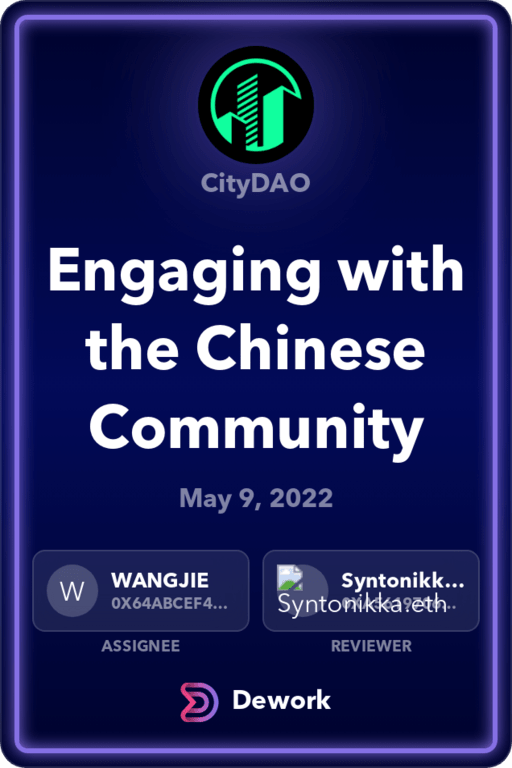 CityDAO
Engaging with
the Chinese
Community
May 9, 2022
W
WANGJIE
0X64ABCEF4...
Syntonikk...
Syntonikka.eth
ASSIGNEE
REVIEWER
Dework